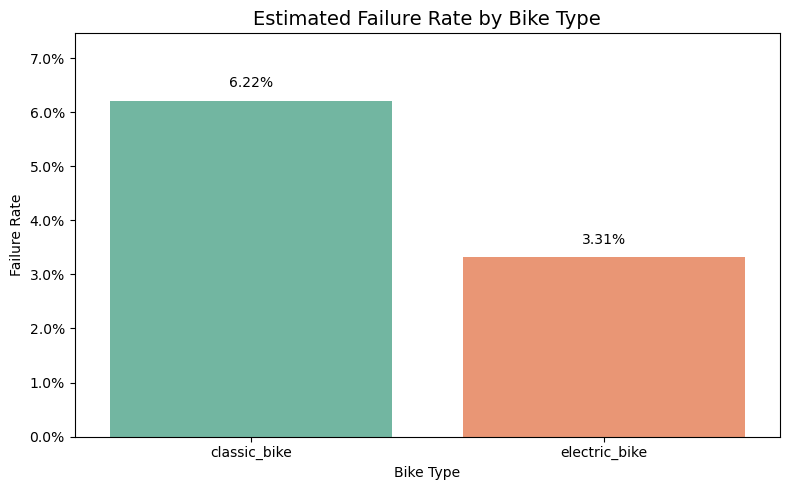 Estimated Failure Rate by Bike Type
7.0%
6.0%
5.0%
4.0%
3.0%
2.0%
1.0%
0.0%
Failure Rate
6.22%
3.31%
classic_bike
electric_bike
Bike Type